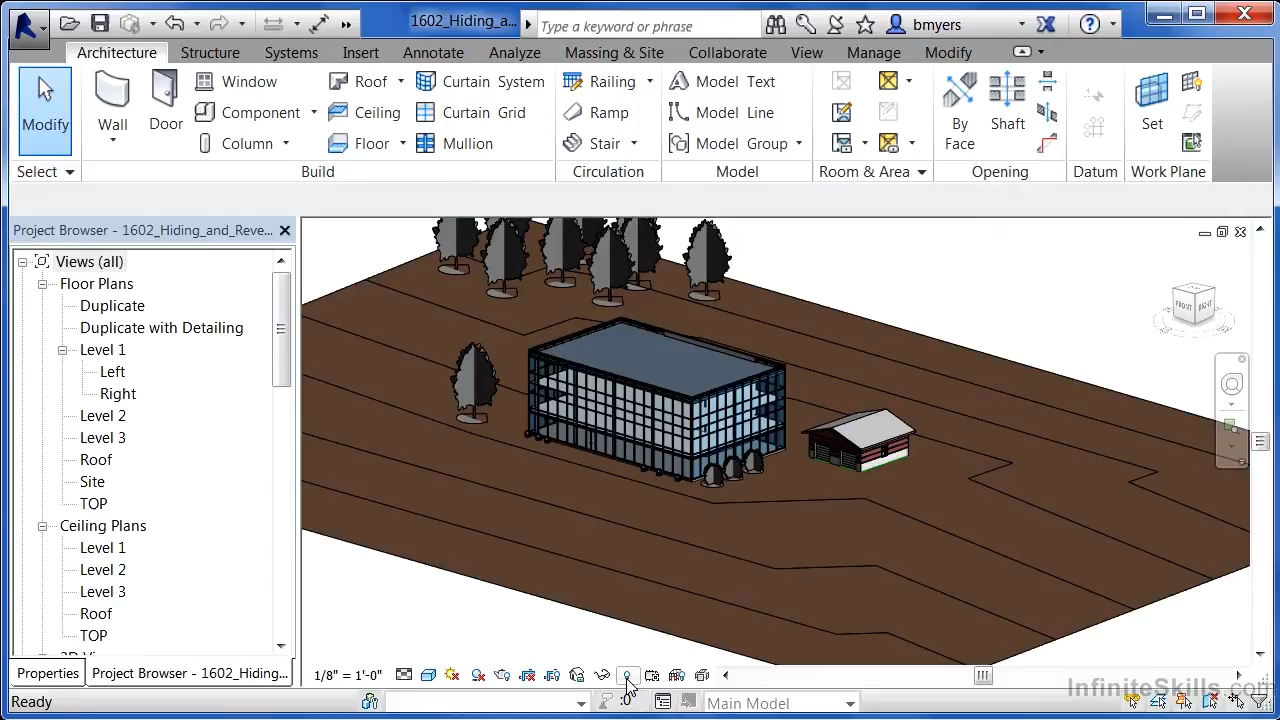 1602_Hiding_a...
Type a keyword or phrase
bmyers
Architecture Structure Systems Insert Annotate Analyze Massing & Site Collaborate View Manage Modify
Modify
Wall
Door
Window
Component
Column
Roof
Ceiling
Floor
Curtain System
Curtain Grid
Mullion
Railing
Ramp
Stair
Model Text
Model Line
Model Group
By
Face
Shaft
Set
Select Build Circulation Model Room & Area Opening Datum Work Plane
Project Browser - 1602_Hiding_and_Reve...
Views (all)
Floor Plans
Duplicate
Duplicate with Detailing
Level 1
Left
Right
Level 2
Level 3
Roof
Site
TOP
Ceiling Plans
Level 1
Level 2
Level 3
Roof
TOP
FRONT RIGHT
Properties
Project Browser - 1602_Hiding...
1/8" = 1'-0"
InfiniteSkills.com
Ready
:0
Main Model